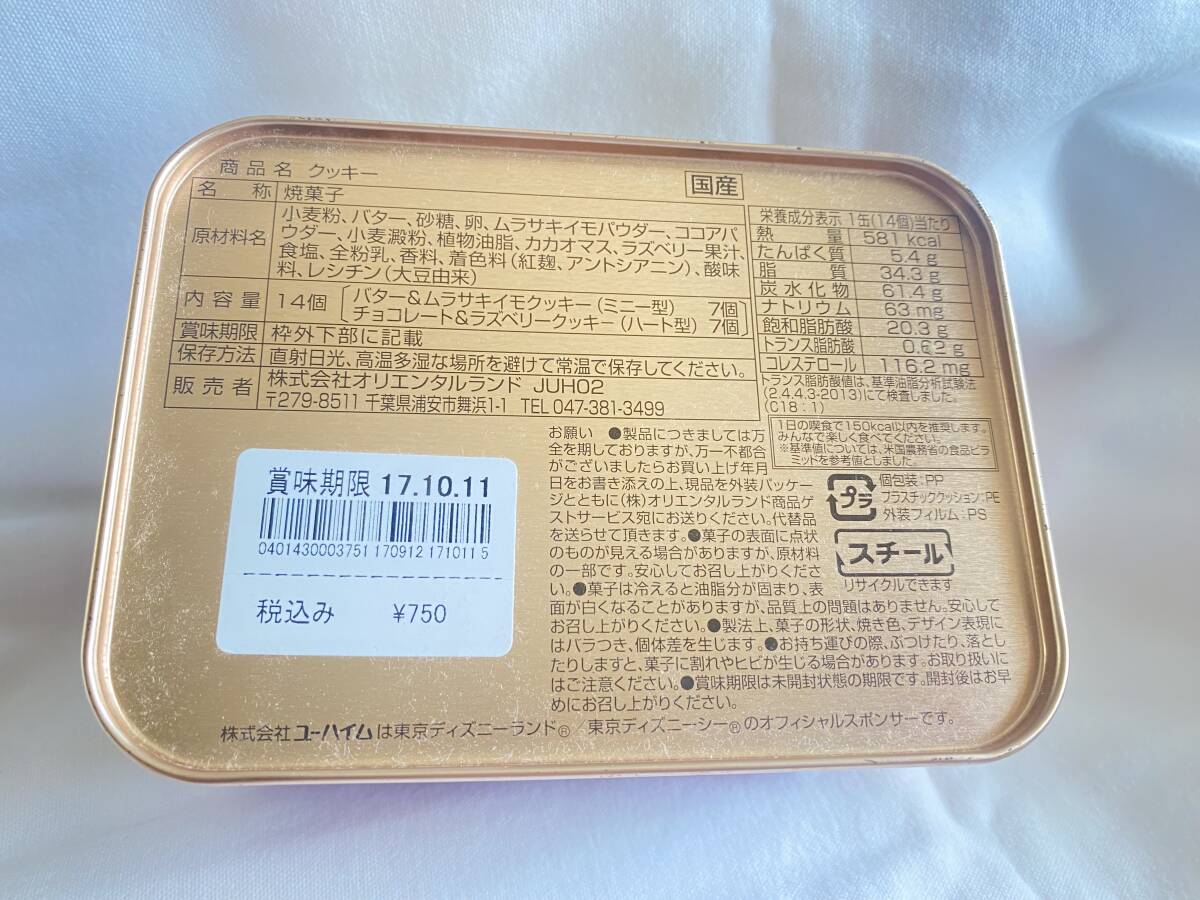 商品名 クッキー
国産
名称 焼菓子
原材料名 小麦粉、バター、砂糖、卵、ムラサキイモパウダー、ココアパ
ウダー、小麦澱粉、植物油脂、カカオマス、ラズベリー果汁、
食塩、全粉乳、香料、着色料(紅麹、アントシアニン)、酸味
料、レシチン(大豆由来)
内容量 14個 バター&ムラサキイモクッキー(ミニー型) 7個
チョコレート&ラズベリークッキー(ハート型) 7個
賞味期限 枠外下部に記載
保存方法 直射日光、高温多湿な場所を避けて常温で保存してください。
販売者 株式会社オリエンタルランド JUH02
〒279-8511 千葉県浦安市舞浜1-1 TEL 047-381-3499
栄養成分表示 1缶(14個)当たり
熱量 581 kcal
たんぱく質 5.4 g
脂質 34.3 g
炭水化物 61.4 g
ナトリウム 63 mg
飽和脂肪酸 20.3 g
トランス脂肪酸 0.62 g
コレステロール 116.2 mg
トランス脂肪酸値は、基準油脂分析試験法
(2.4.4.3-2013)にて検査しました。
(C18:1)
1日の喫食で150kcal以内を推奨します。
みんなで楽しく食べてください。
※基準値については、米国農務省の食品ピラ
ミッドを参考値としました。
お願い ●製品につきましては万
全を期しておりますが、万一不都合
がございましたらお買い上げ年月
日をお書き添えの上、現品を外装パッケー
ジとともに(株)オリエンタルランド商品ゲ
ストサービス宛にお送りください。代替品
を送らせて頂きます。●菓子の表面に点状
のものが見える場合がありますが、原材料
の一部です。安心してお召し上がりくださ
い。●菓子は冷えると油脂分が固まり、表
面が白くなることがありますが、品質上の問題はありません。安心して
お召し上がりください。●製法上、菓子の形状、焼き色、デザイン表現に
はバラつき、個体差を生じます。●お持ち運びの際、ぶつけたり、落とし
たりしますと、菓子に割れやヒビが生じる場合があります。お取り扱いに
はご注意ください。●賞味期限は未開封状態の期限です。開封後はお早
めにお召し上がりください。
プラ
個包装:PP
プラスチッククッション:PE
外装フィルム:PS
スチール
リサイクルできます
賞味期限 17.10.11
0401430003751 170912 171011 5
税込み ¥750
株式会社ユーハイムは東京ディズニーランド®/東京ディズニーシー®のオフィシャルスポンサーです。